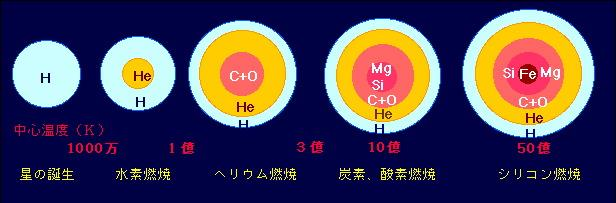 H
He
H
C+O
He
H
Mg
Si
C+O
He
H
Si Fe Mg
C+O
He
H
中心温度(K)
1000万 1億 3億 10億 50億
星の誕生 水素燃焼 ヘリウム燃焼 炭素、酸素燃焼 シリコン燃焼